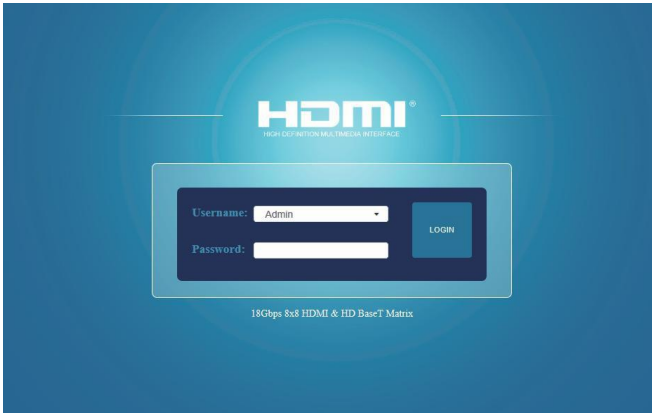 HDMI®
HIGH DEFINITION MULTIMEDIA INTERFACE
Username: Admin
LOGIN
Password:
18Gbps 8x8 HDMI & HD BaseT Matrix